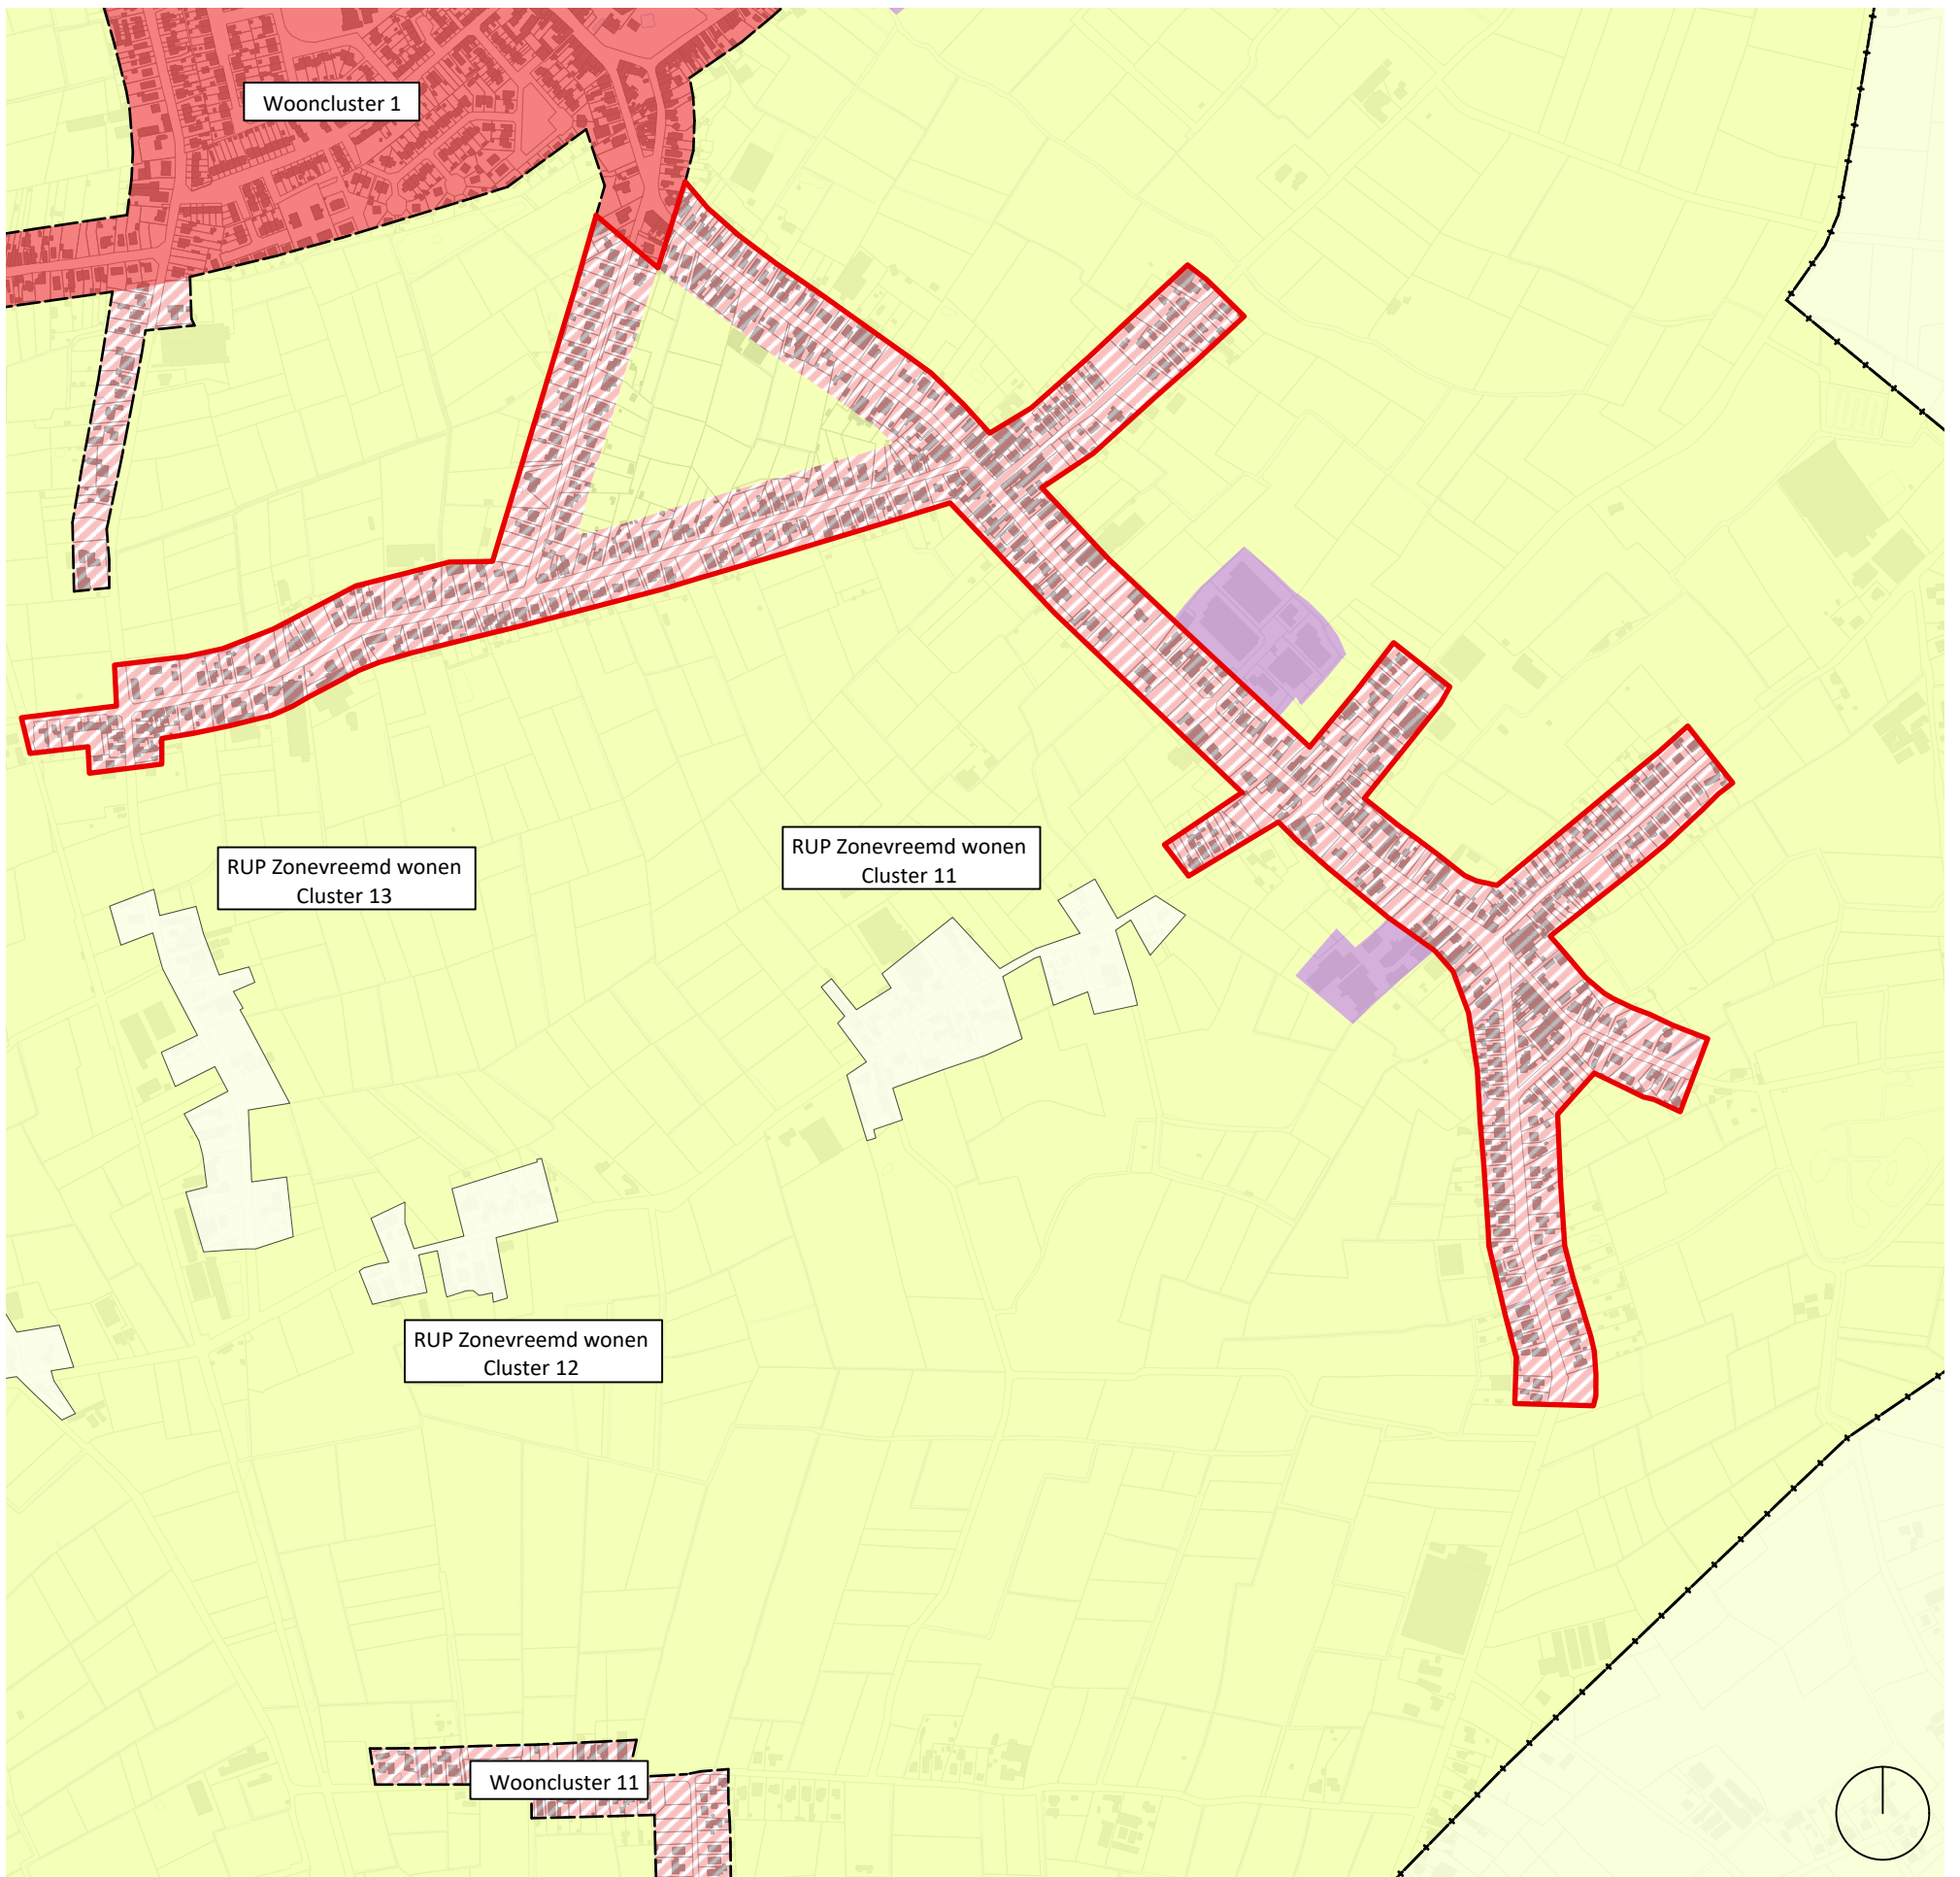 Wooncluster 1
RUP Zonevreemd wonen
Cluster 11
RUP Zonevreemd wonen
Cluster 13
RUP Zonevreemd wonen
Cluster 12
Wooncluster 11